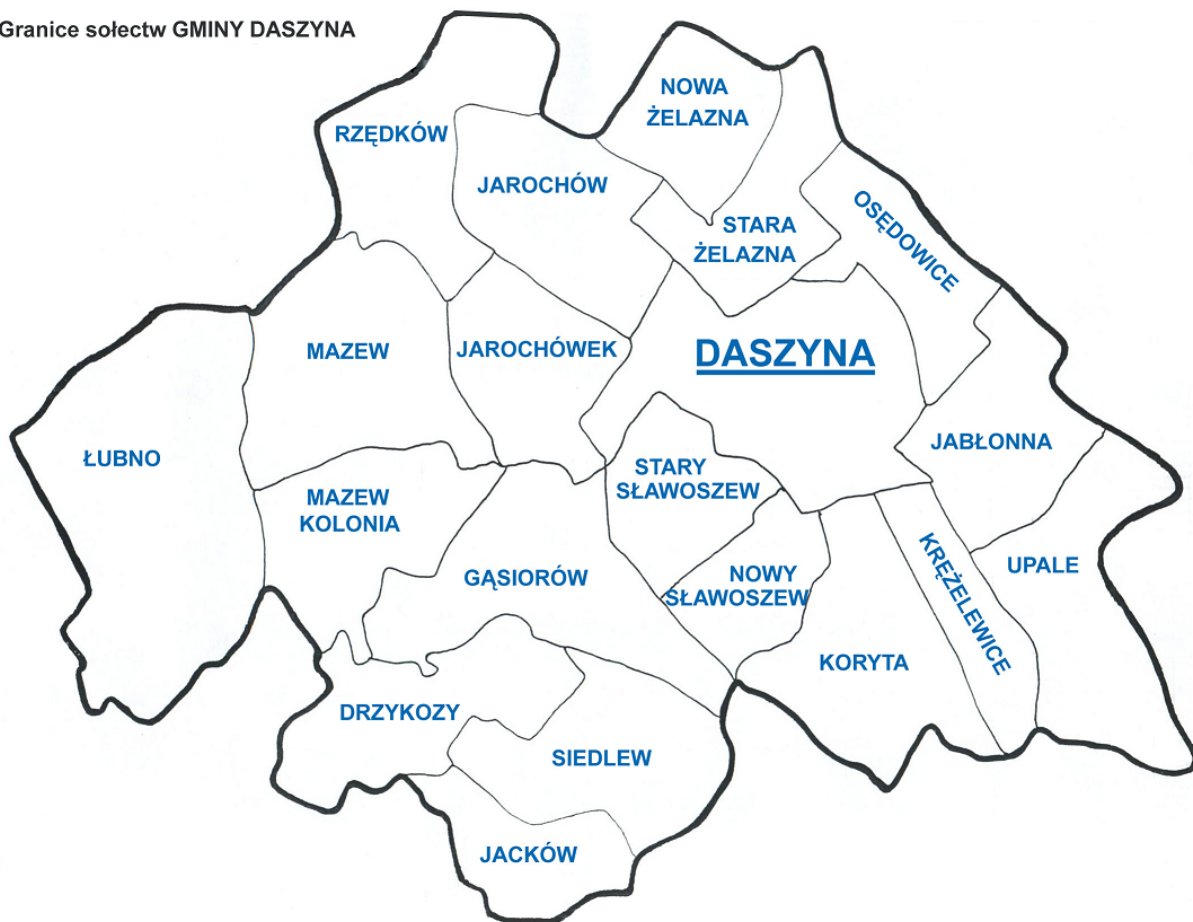 Granice sołectw GMINY DASZYNA
NOWA
ŻELAZNA
RZĘDKÓW
JAROCHÓW
OSĘDOWICE
STARA
ŻELAZNA
MAZEW
JAROCHÓWEK
DASZYNA
ŁUBNO
JABŁONNA
STARY
SŁAWOSZEW
MAZEW
KOLONIA
KRĘŻELEWICE
UPALE
GĄSIORÓW
NOWY
SŁAWOSZEW
KORYTA
DRZYKOZY
SIEDLEW
JACKÓW